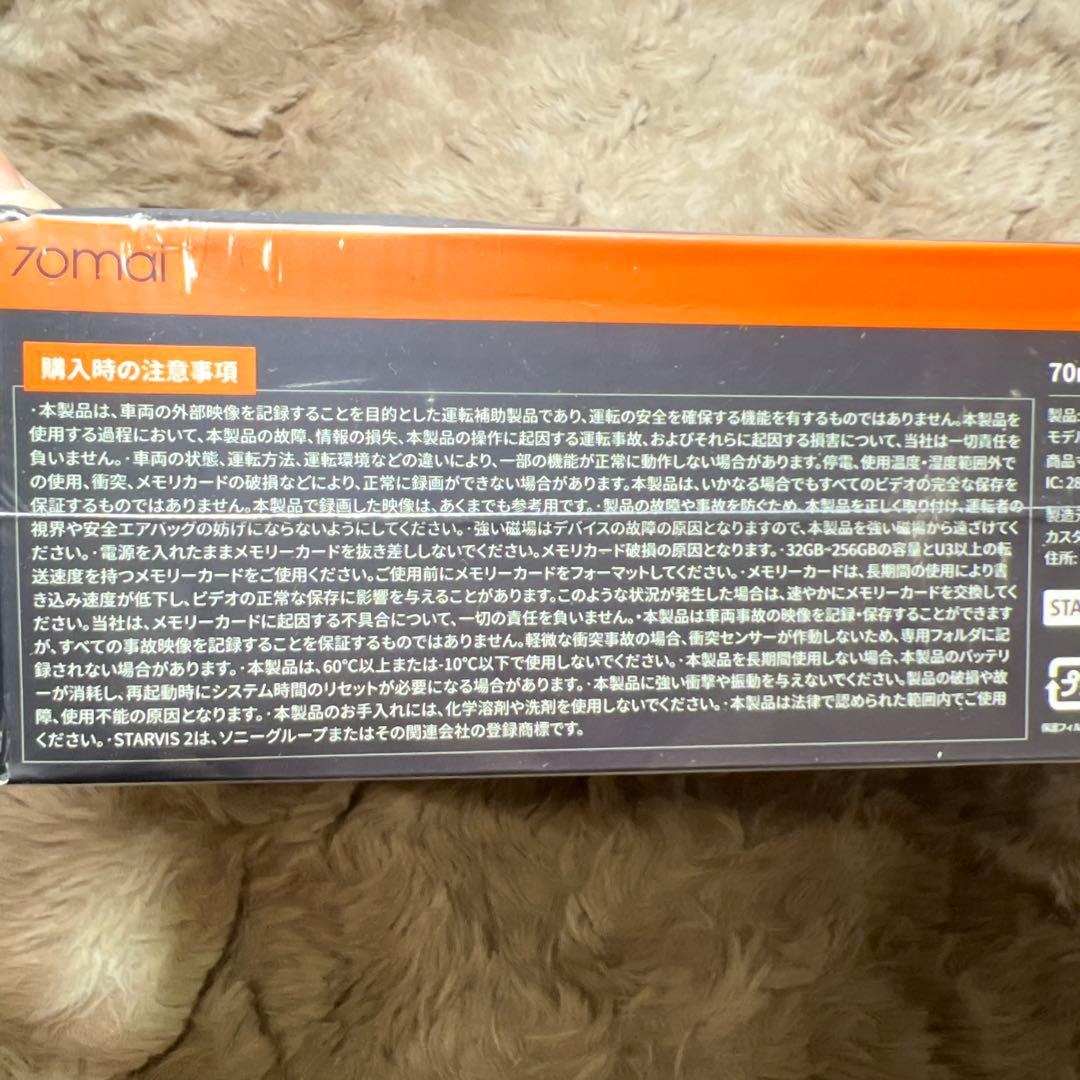 70mai
購入時の注意事項
・本製品は、車両の外部映像を記録することを目的とした運転補助製品であり、運転の安全を確保する機能を有するものではありません。本製品を
使用する過程において、本製品の故障、情報の損失、本製品の操作に起因する運転事故、およびそれらに起因する損害について、当社は一切責任を
負いません。・車両の状態、運転方法、運転環境などの違いにより、一部の機能が正常に動作しない場合があります。停電、使用温度・湿度範囲外で
の使用、衝突、メモリカードの破損などにより、正常に録画ができない場合があります。本製品は、いかなる場合でもすべてのビデオの完全な保存を
保証するものではありません。本製品で録画した映像は、あくまでも参考用です。・製品の故障や事故を防ぐため、本製品を正しく取り付け、運転者の
視界や安全エアバッグの妨げにならないようにしてください。・強い磁場はデバイスの故障の原因となりますので、本製品を強い磁場から遠ざけてく
ださい。・電源を入れたままメモリーカードを抜き差ししないでください。メモリカード破損の原因となります。・32GB~256GBの容量とU3以上の転
送速度を持つメモリーカードをご使用ください。ご使用前にメモリーカードをフォーマットしてください。・メモリーカードは、長期間の使用により書
き込み速度が低下し、ビデオの正常な保存に影響を与えることがあります。このような状況が発生した場合は、速やかにメモリーカードを交換してく
ださい。当社は、メモリーカードに起因する不具合について、一切の責任を負いません。・本製品は車両事故の映像を記録・保存することができます
が、すべての事故映像を記録することを保証するものではありません。軽微な衝突事故の場合、衝突センサーが作動しないため、専用フォルダに記
録されない場合があります。・本製品は、60℃以上または-10℃以下で使用しないでください。・本製品を長期間使用しない場合、本製品のバッテリ
ーが消耗し、再起動時にシステム時間のリセットが必要になる場合があります。・本製品に強い衝撃や振動を与えないでください。製品の破損や故
障、使用不能の原因となります。・本製品のお手入れには、化学溶剤や洗剤を使用しないでください。・本製品は法律で認められた範囲内でご使用
ください。・STARVIS 2は、ソニーグループまたはその関連会社の登録商標です。
70
製品
モデ
商品
IC: 28
製造
カスタ
住所:
STA
プ
保護フィル